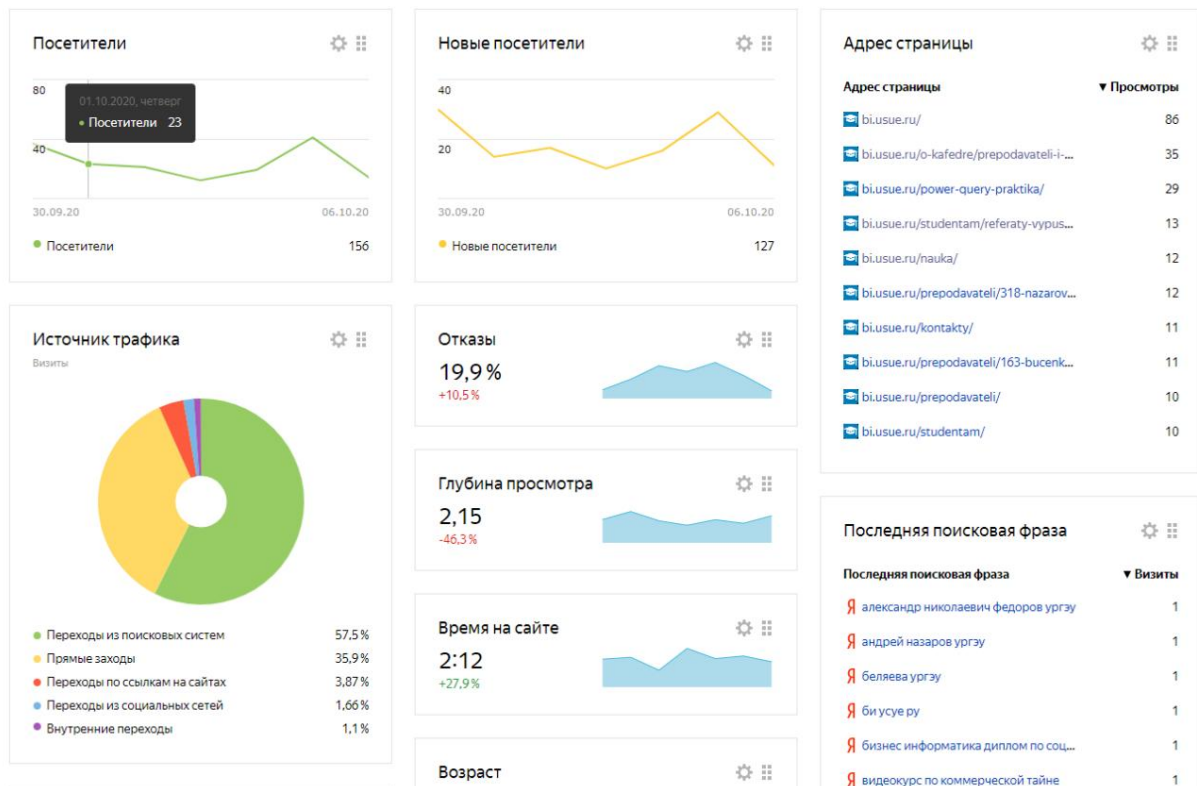 Посетители
80
01.10.2020, четверг
• Посетители 23
40
30.09.20 06.10.20
Посетители 156
Новые посетители
40
20
30.09.20 06.10.20
Новые посетители 127
Адрес страницы
Адрес страницы ▼ Просмотры
bi.usue.ru/ 86
bi.usue.ru/o-kafedre/prepodavateli-i-... 35
bi.usue.ru/power-query-praktika/ 29
bi.usue.ru/studentam/referaty-vypus... 13
bi.usue.ru/nauka/ 12
bi.usue.ru/prepodavateli/318-nazarov... 12
bi.usue.ru/kontakty/ 11
bi.usue.ru/prepodavateli/163-bucenk... 11
bi.usue.ru/prepodavateli/ 10
bi.usue.ru/studentam/ 10
Источник трафика
Визиты
Переходы из поисковых систем 57,5 %
Прямые заходы 35,9 %
Переходы по ссылкам на сайтах 3,87 %
Переходы из социальных сетей 1,66 %
Внутренние переходы 1,1 %
Отказы
19,9 %
+10,5 %
Глубина просмотра
2,15
-46,3 %
Время на сайте
2:12
+27,9 %
Возраст
Последняя поисковая фраза
Последняя поисковая фраза ▼ Визиты
Я александр николаевич федоров ургэу 1
Я андрей назаров ургэу 1
Я беляева ургэу 1
Я би усуе ру 1
Я бизнес информатика диплом по соц... 1
Я видеокурс по коммерческой тайне 1